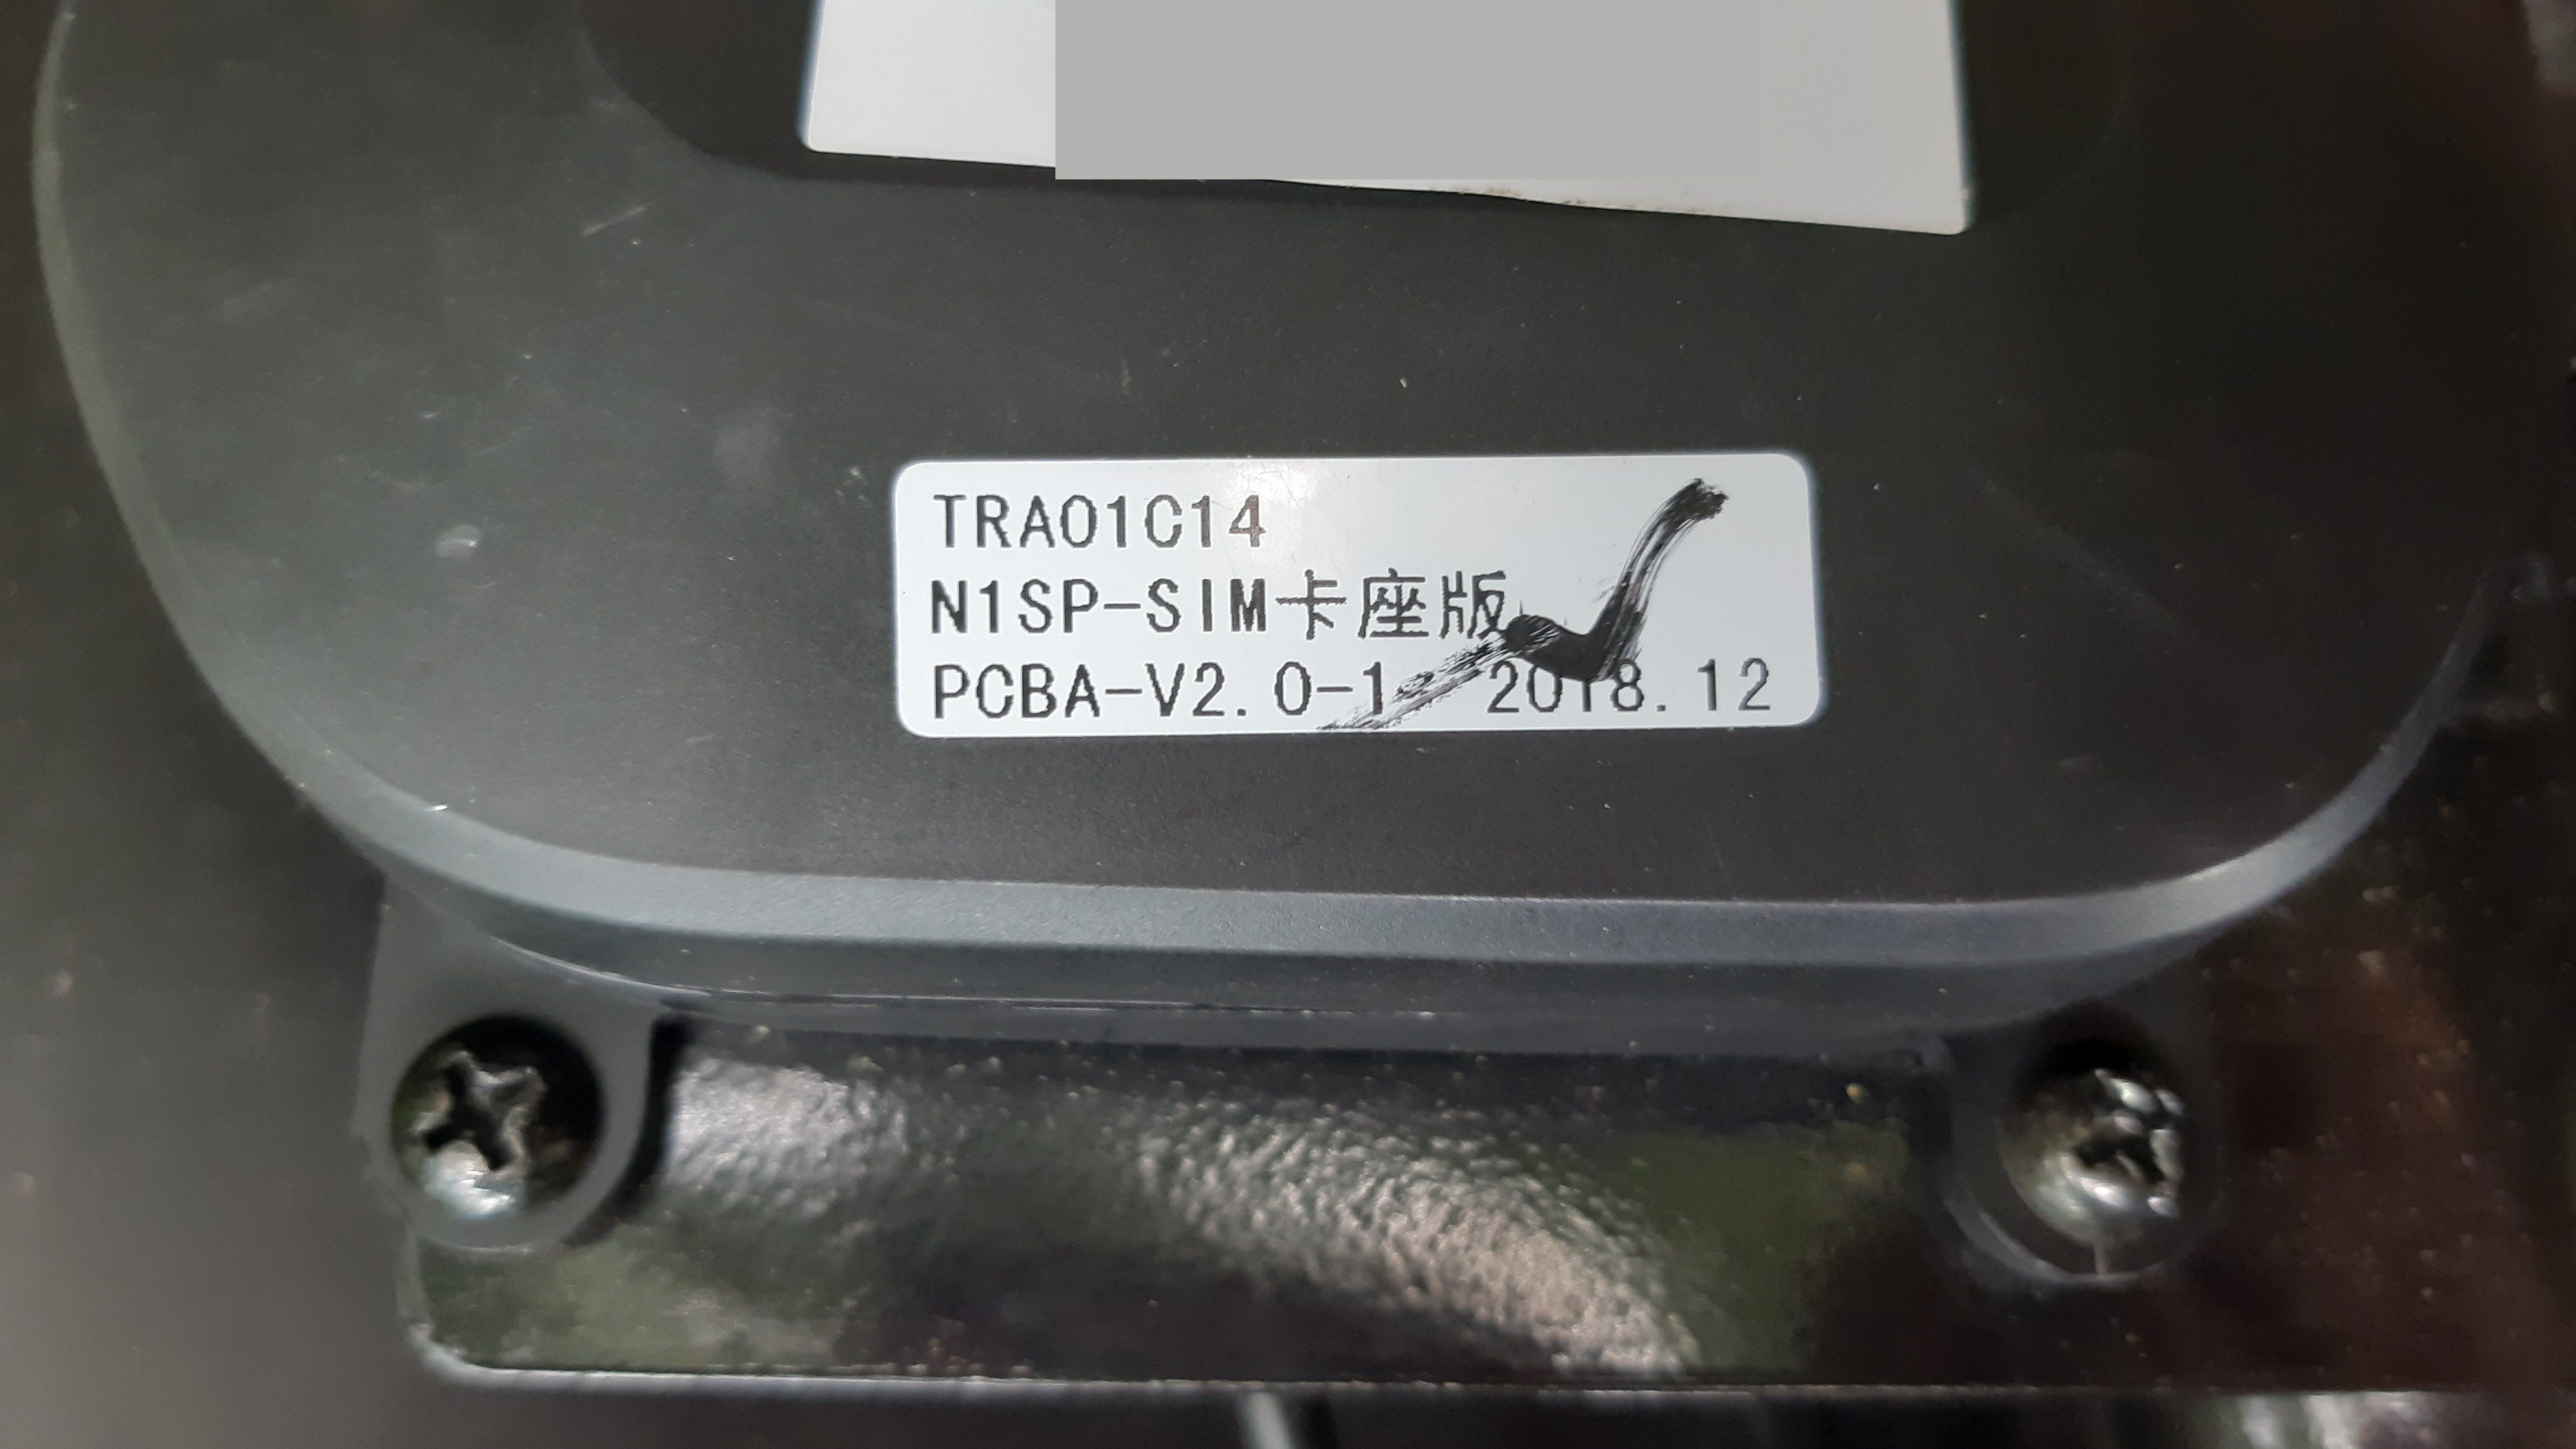 TRA01C14
N1SP-SIM卡座版
PCBA-V2.0-1 2018.12